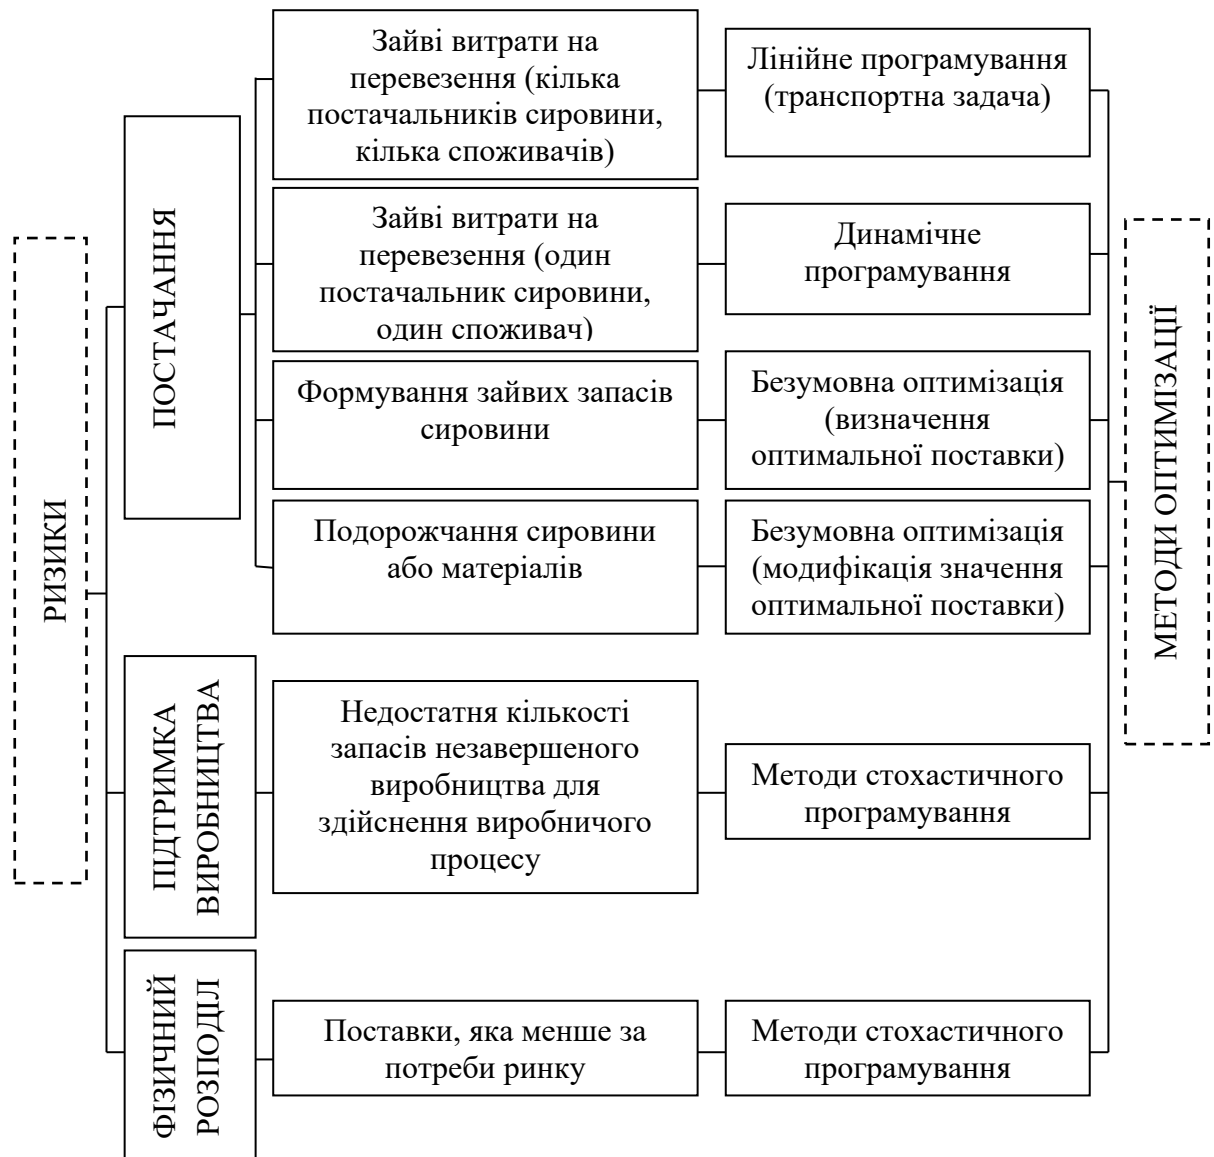 РИЗИКИ
ПОСТАЧАННЯ
Зайві витрати на
перевезення (кілька
постачальників сировини,
кілька споживачів)
Лінійне програмування
(транспортна задача)
Зайві витрати на
перевезення (один
постачальник сировини,
один споживач)
Динамічне
програмування
Формування зайвих запасів
сировини
Безумовна оптимізація
(визначення
оптимальної поставки)
Подорожчання сировини
або матеріалів
Безумовна оптимізація
(модифікація значення
оптимальної поставки)
ПІДТРИМКА
ВИРОБНИЦТВА
Недостатня кількості
запасів незавершеного
виробництва для
здійснення виробничого
процесу
Методи стохастичного
програмування
ФІЗИЧНИЙ
РОЗПОДІЛ
Поставки, яка менше за
потреби ринку
Методи стохастичного
програмування
МЕТОДИ ОПТИМІЗАЦІЇ